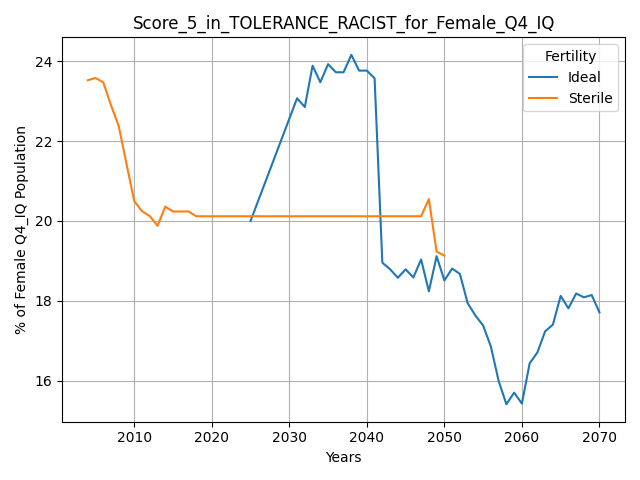 Score_5_in_TOLERANCE_RACIST_for_Female_Q4_IQ
% of Female Q4_IQ Population
24
22
20
18
16
Fertility
Ideal
Sterile
2010 2020 2030 2040 2050 2060 2070
Years